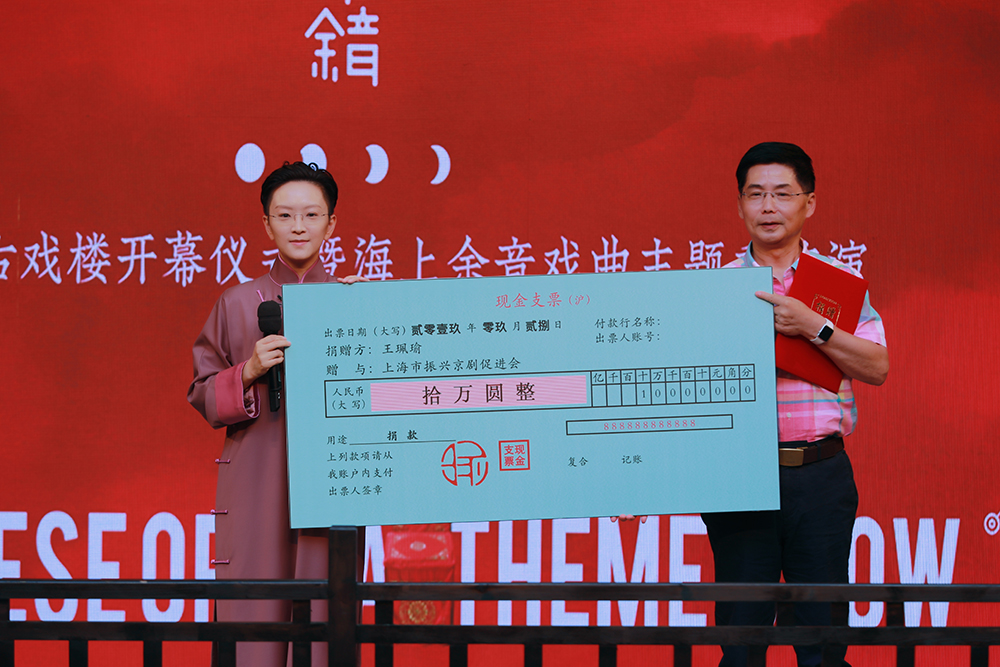 余音
古戏楼开幕仪 暨海上余音戏曲主题 演
现金支票(沪)
出票日期(大写)贰零壹玖 年 零玖 月 贰捌 日
付款行名称:
捐赠方:王珮瑜
出票人账号:
赠 与:上海市振兴京剧促进会
人民币
(大写)
拾万圆整
亿 千 百 十 万 千 百 十 元 角 分
1 0 0 0 0 0 0 0
888888888888
用途 捐 款
上列款项请从
我账户内支付
出票人签章
现金
支票
复合 记账
ESE OP A THEME OW